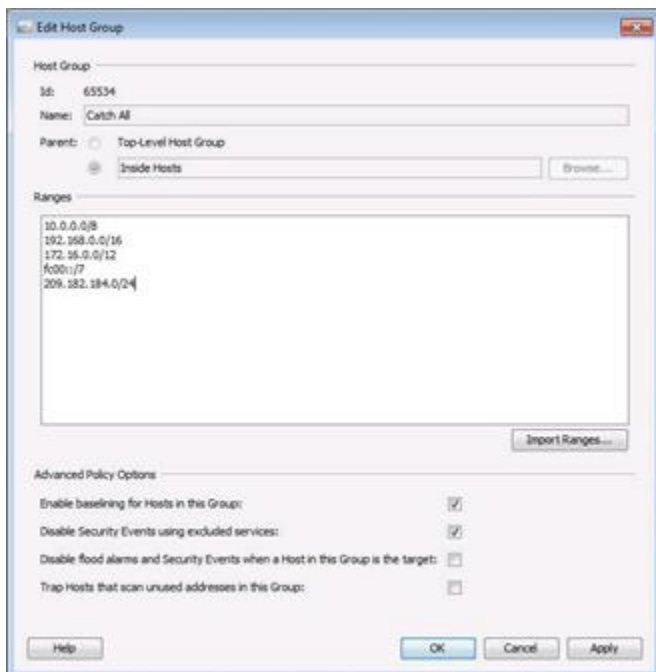 Edit Host Group
Host Group
Id: 65534
Name: Catch All
Parent: Top-Level Host Group
Inside Hosts Browse...
Ranges
10.0.0.0/8
192.168.0.0/16
172.16.0.0/12
fc00::/7
209.182.184.0/24
Import Ranges...
Advanced Policy Options
Enable baselining for Hosts in this Group:
Disable Security Events using excluded services:
Disable flood alarms and Security Events when a Host in this Group is the target:
Trap Hosts that scan unused addresses in this Group:
Help OK Cancel Apply